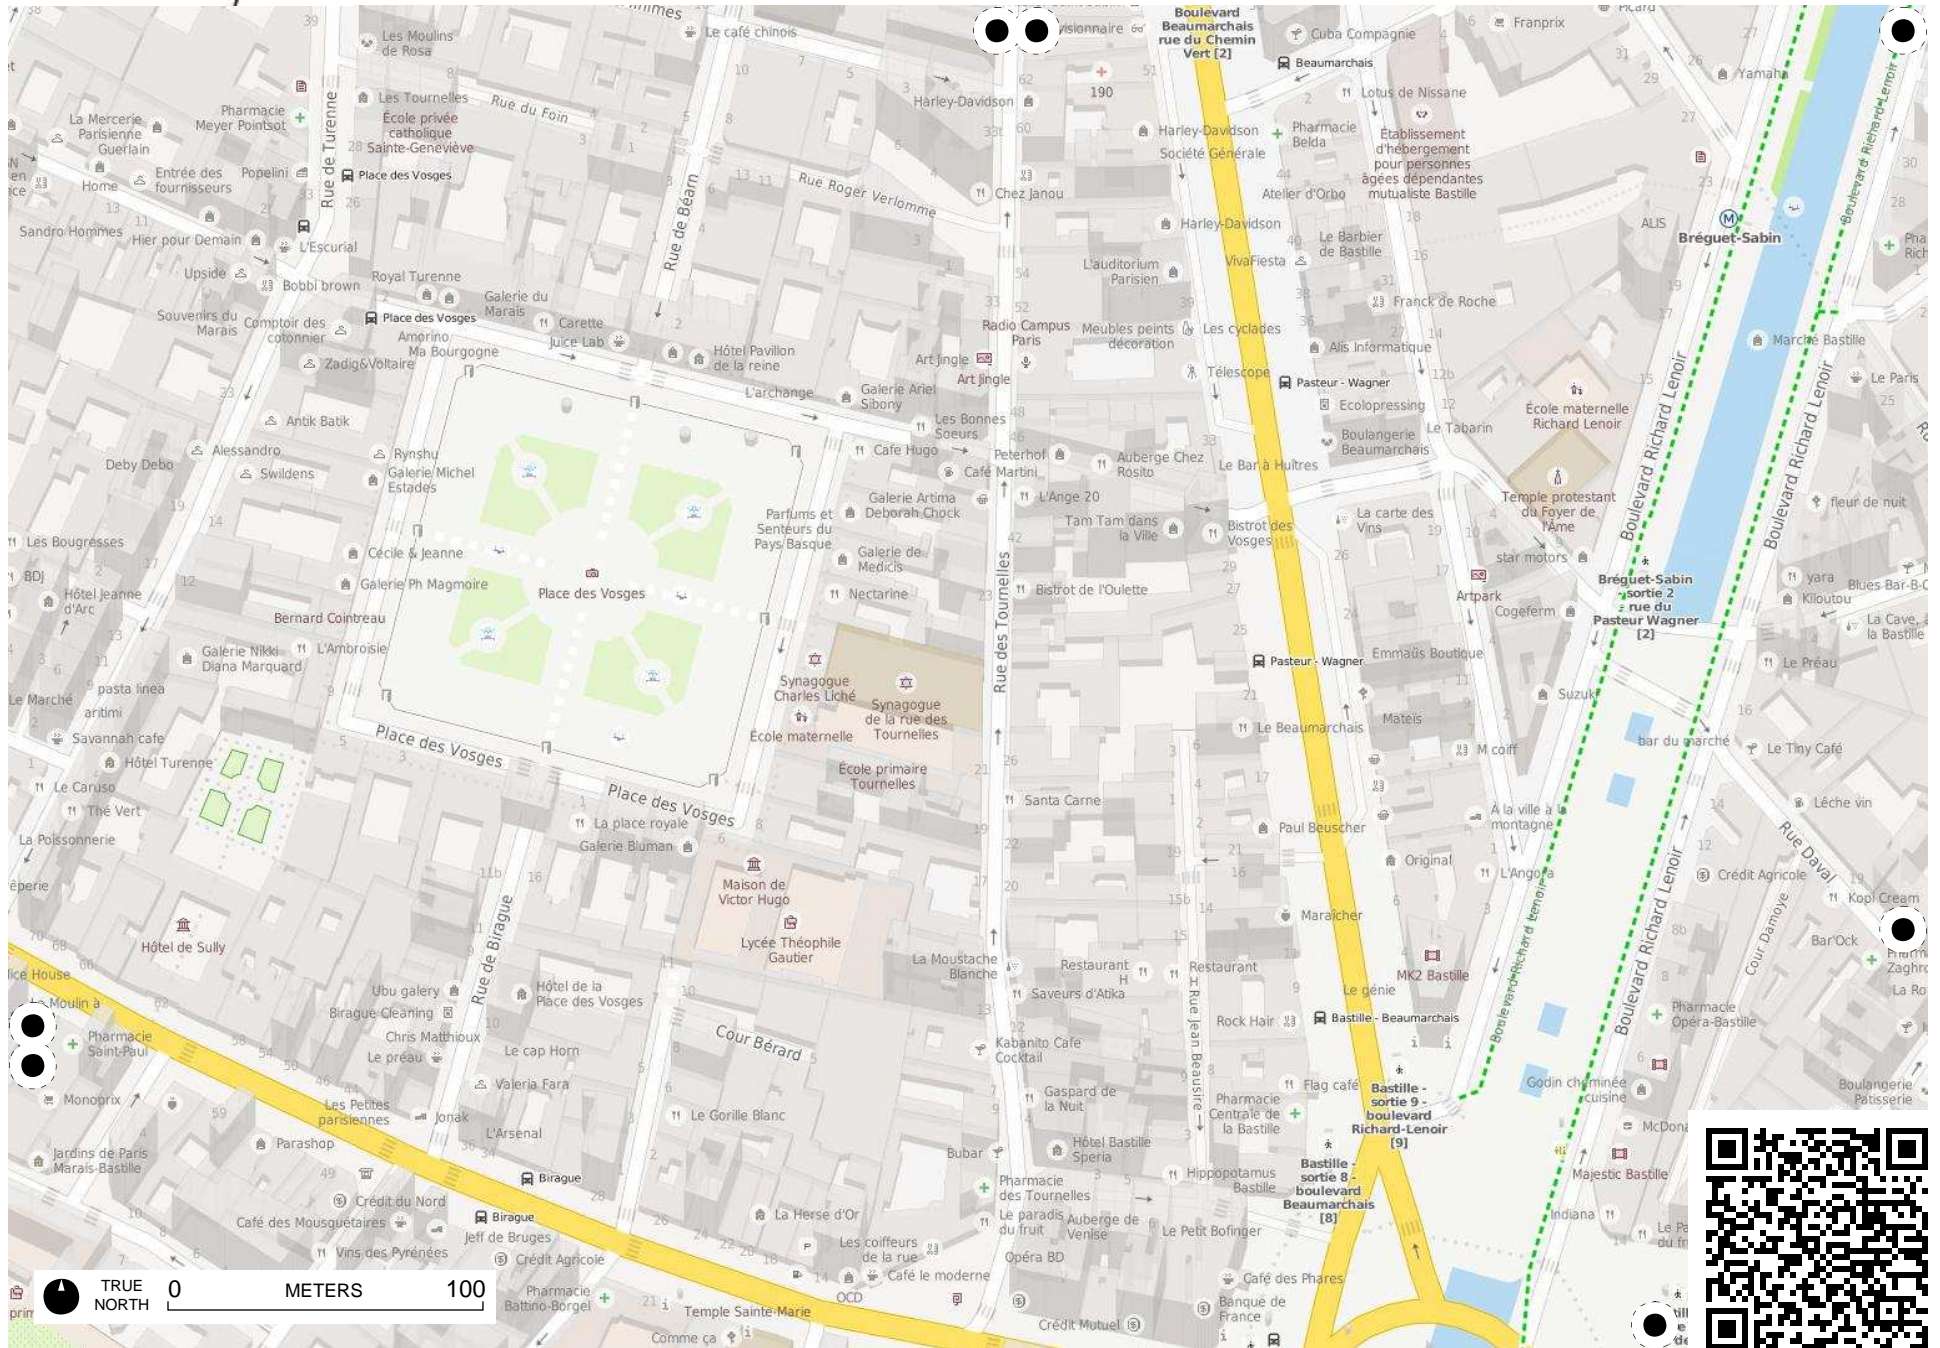 Le café chinois
visionnaire
Boulevard
Beaumarchais
rue du Chemin
Vert [2]
Cuba Compagnie
Franprix
Les Moulins
de Rosa
Beaumarchais
Yamaha
190
Lotus de Nissane
Harley-Davidson
Les Tournelles
Rue du Foin
Pharmacie
Meyer Pointsot
La Mercerie
Parisienne
Guerlain
École privée
catholique
Sainte-Geneviève
Rue de Turenne
Harley-Davidson
Société Générale
Pharmacie
Belda
Établissement
d'hébergement
pour personnes
âgées dépendantes
mutualiste Bastille
Boulevard Richard Lenoir
Home
Entrée des
fournisseurs
Popelini
Place des Vosges
Rue Roger Verlomme
Chez Janou
Atelier d'Orbo
Rue de Béarn
Sandro Hommes
Hier pour Demain
L'Escurial
Harley-Davidson
Le Barbier
de Bastille
ALIS
Bréguet-Sabin
Upside
Bobbi brown
Royal Turenne
Galerie du
Marais
L'auditorium
Parisien
VivaFiesta
Franck de Roche
Souvenirs du
Marais
Comptoir des
cotonnier
Place des Vosges
Amorino
Ma Bourgogne
Carette
Juice Lab
Radio Campus
Paris
Meubles peints
décoration
Les cyclades
Alis Informatique
Marché Bastille
Zadig&Voltaire
Hôtel Pavillon
de la reine
Art Jingle
Art Jingle
Télescope
Pasteur - Wagner
Le Paris
L'archange
Galerie Ariel
Sibony
Ecolopressing
École maternelle
Richard Lenoir
Antik Batik
Les Bonnes
Soeurs
Le Tabarin
Boulangerie
Beaumarchais
Alessandro
Deby Debo
Swildens
Rynshu
Galerie Michel
Estades
Cafe Hugo
Café Martini
Peterhof
Auberge Chez
Rosito
Le Bar à Huîtres
Boulevard Richard Lenoir
Boulevard Richard Lenoir
Galerie Artima
Deborah Chock
L'Ange 20
Temple protestant
du Foyer de
l'Âme
fleur de nuit
Parfums et
Senteurs du
Pays Basque
Tam Tam dans
la Ville
Bistrot des
Vosges
La carte des
Vins
Les Bougresses
Cécile & Jeanne
Galerie de
Medicis
star motors
BDJ
Hôtel Jeanne
d'Arc
Galerie Ph Magmoire
Place des Vosges
Nectarine
Rue des Tournelles
Bistrot de l'Oulette
Artpark
Cogeferm
Bréguet-Sabin
- sortie 2
- rue du
Pasteur Wagner
[2]
yara
Kiloutou
Blues Bar-B-Q
Bernard Cointreau
La Cave, à
la Bastille
Galerie Nikki
Diana Marquard
L'Ambroisie
Synagogue
Charles Liché
Synagogue
de la rue des
Tournelles
Pasteur - Wagner
Emmaüs Boutique
Le Préau
Le Marché
pasta linea
aritimi
Suzuki
Savannah cafe
Place des Vosges
École maternelle
Le Beaumarchais
Mateis
bar du marché
Le Tiny Café
Hôtel Turenne
École primaire
Tournelles
M coiff
Le Caruso
Thé Vert
Place des Vosges
Santa Carne
A la ville à la
montagne
Lêche vin
La Poissonnerie
La place royale
Galerie Bluman
Paul Beuscher
Rue Daval
Maison de
Victor Hugo
Original
L'Angora
Crédit Agricole
Kopi Cream
Hôtel de Sully
Rue de Birague
Lycée Théophile
Gautier
Maraîcher
Bar'Ock
La Moustache
Blanche
Restaurant
H
Restaurant
MK2 Bastille
Cour Damoye
Boulevard Richard Lenoir
Boulevard Richard Lenoir
Ubu galery
Hôtel de la
Place des Vosges
Saveurs d'Atika
Le génie
Birague Cleaning
Rock Hair
Bastille - Beaumarchais
Pharmacie
Opéra-Bastille
Pharmacie
Saint-Paul
Chris Matthioux
Le préau
Le cap Horn
Cour Bérard
Kabanito Cafe
Cocktail
Rue Jean Beausire
Valeria Fara
Gaspard de
la Nuit
Flag café
Bastille -
sortie 9 -
boulevard
Richard-Lenoir
[9]
Godin cheminée
cuisine
Boulangerie
Patisserie
Monoprix
Les Petites
parisiennes
Jonak
Le Gorille Blanc
Pharmacie
Centrale de
la Bastille
Parashop
L'Arsenal
Jardins de Paris
Marais-Bastille
Bubar
Hôtel Bastille
Speria
Hippopotamus
Bastille
Bastille -
sortie 8 -
boulevard
Beaumarchais
[8]
Majestic Bastille
Birague
Crédit du Nord
Pharmacie
des Tournelles
Café des Mousquetaires
Birague
Jeff de Bruges
La Herse d'Or
Le paradis
du fruit
Auberge de
Venise
Le Petit Bofinger
Indiana
Vins des Pyrénées
Crédit Agricole
Les coiffeurs
de la rue
Opéra BD
Café le moderne
Café des Phares
TRUE
NORTH
0 METERS 100
Pharmacie
Battino-Borgel
OCD
Temple Sainte-Marie
Banque de
France
Comme ça
Crédit Mutuel